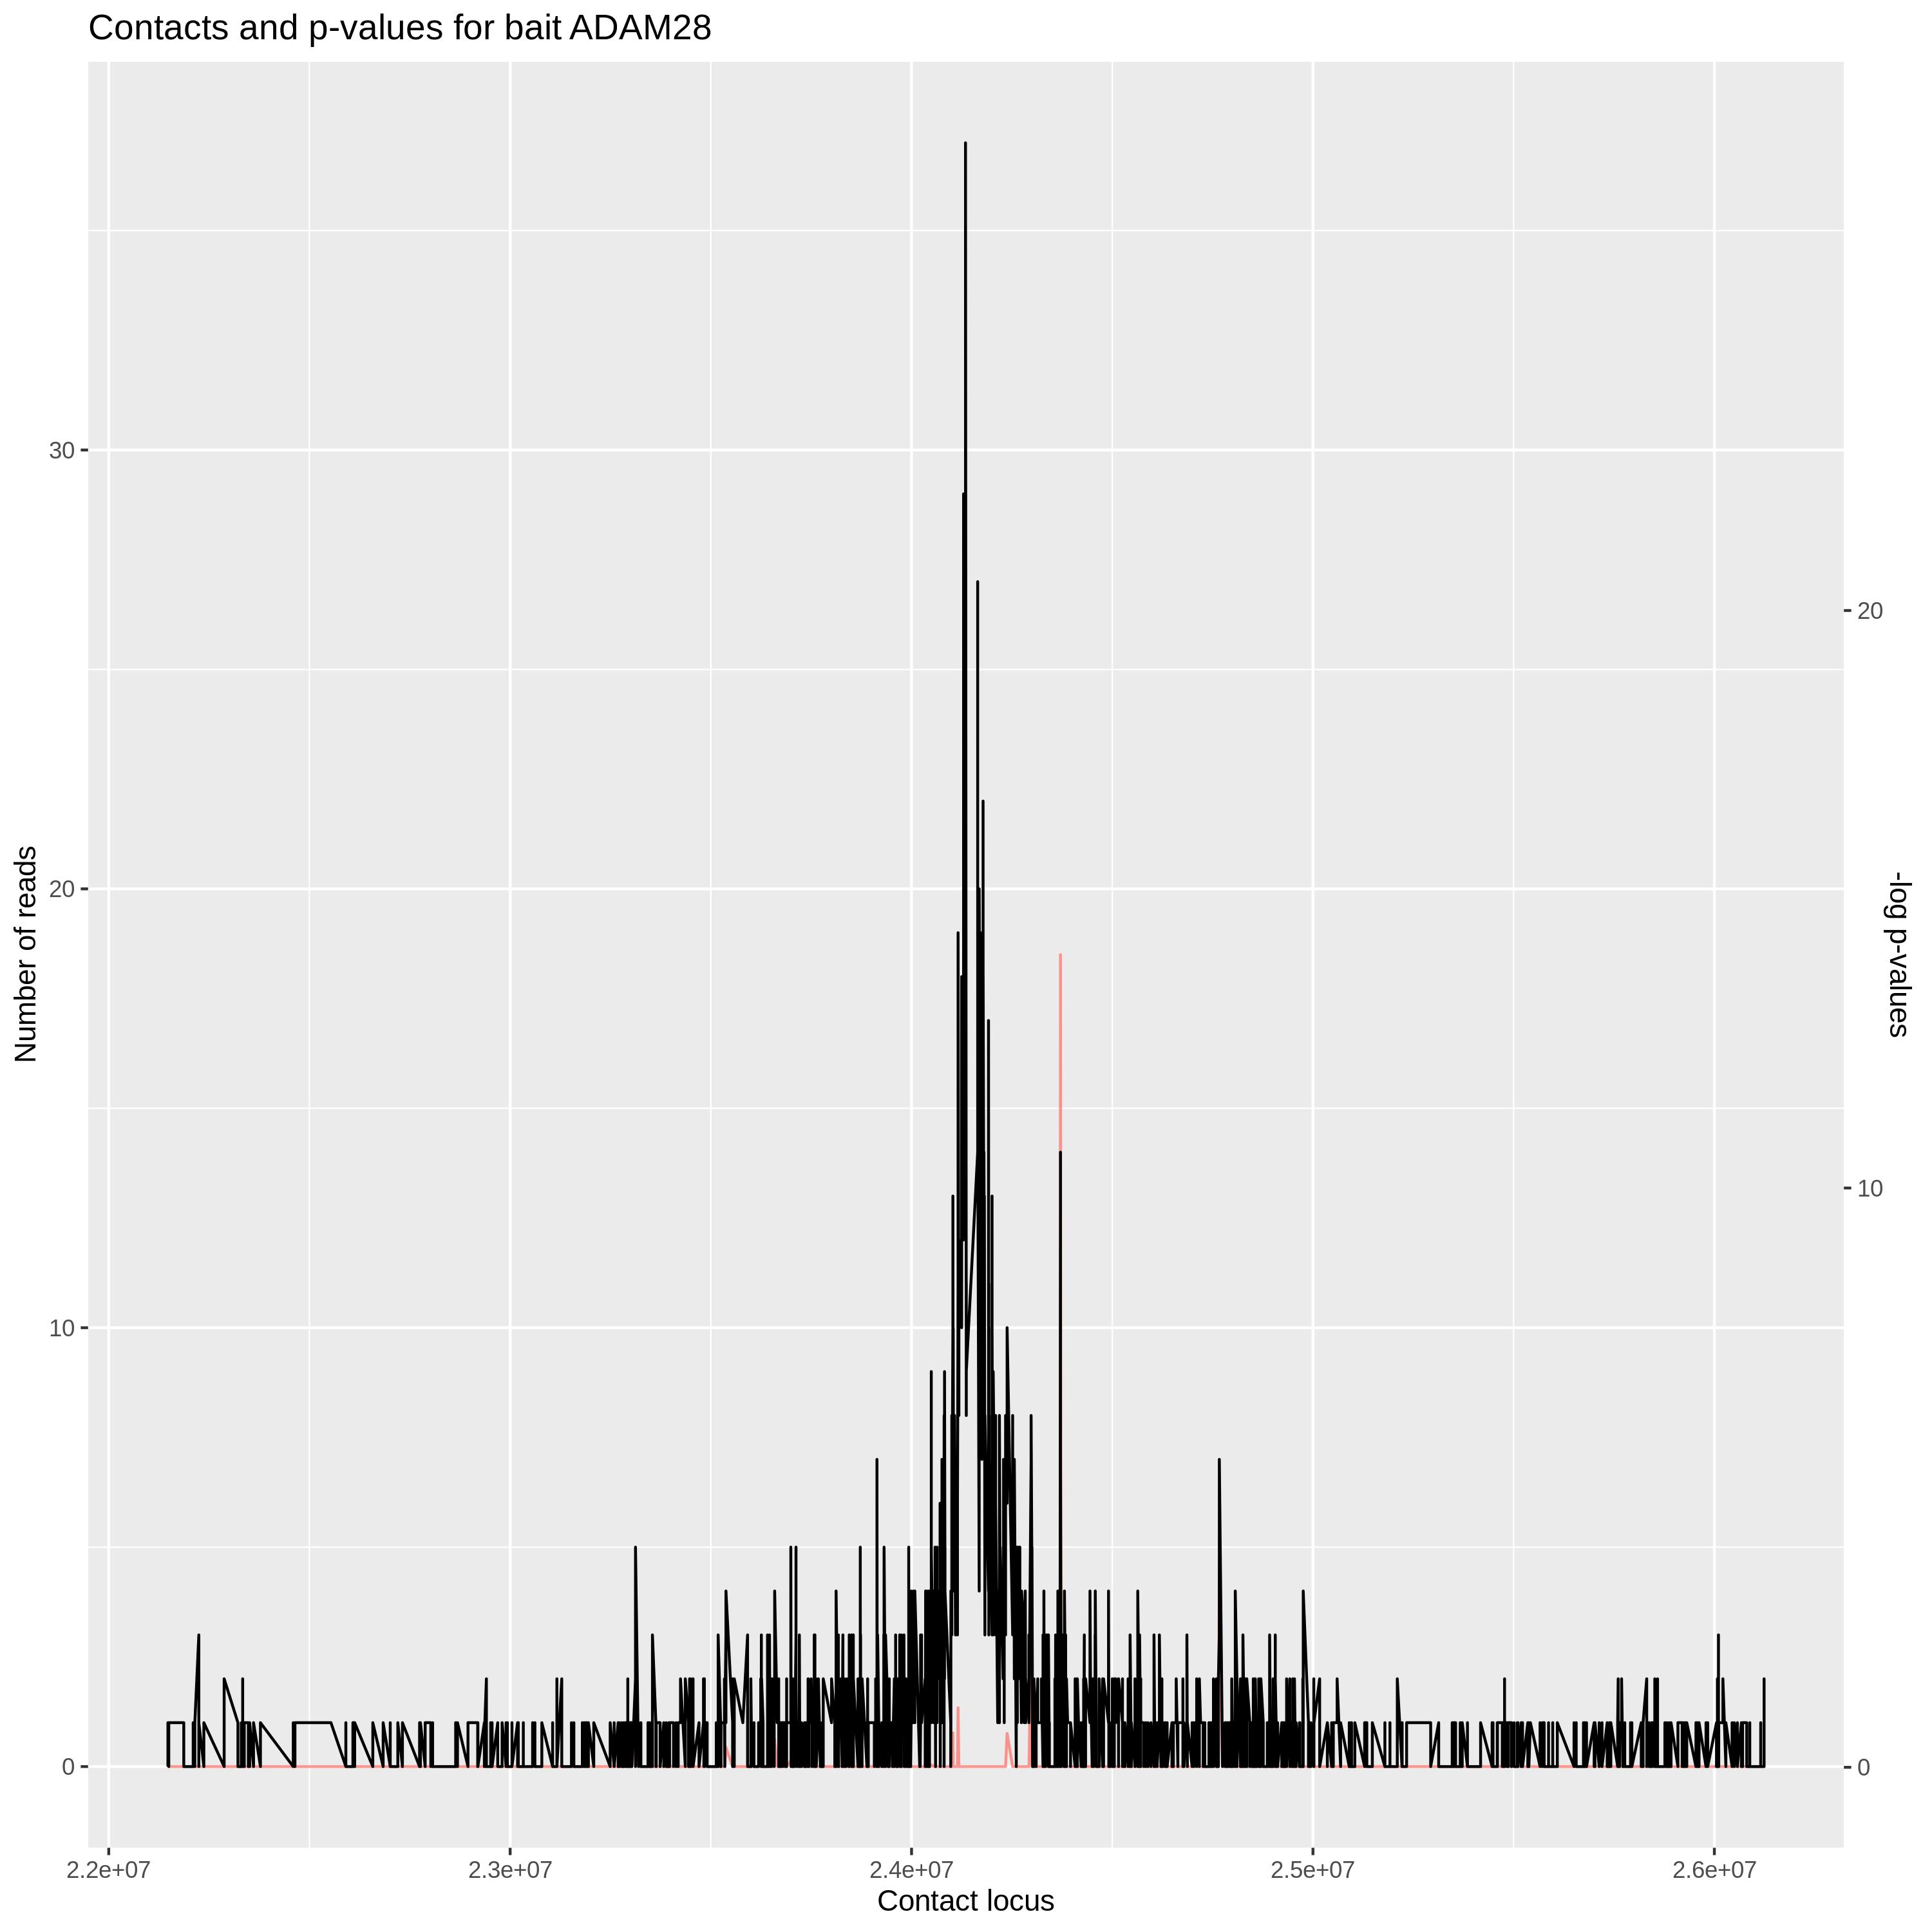 Contacts and p-values for bait ADAM28
Number of reads
30
20
10
0
-log p-values
20
10
0
2.2e+07
2.3e+07
2.4e+07
2.5e+07
2.6e+07
Contact locus